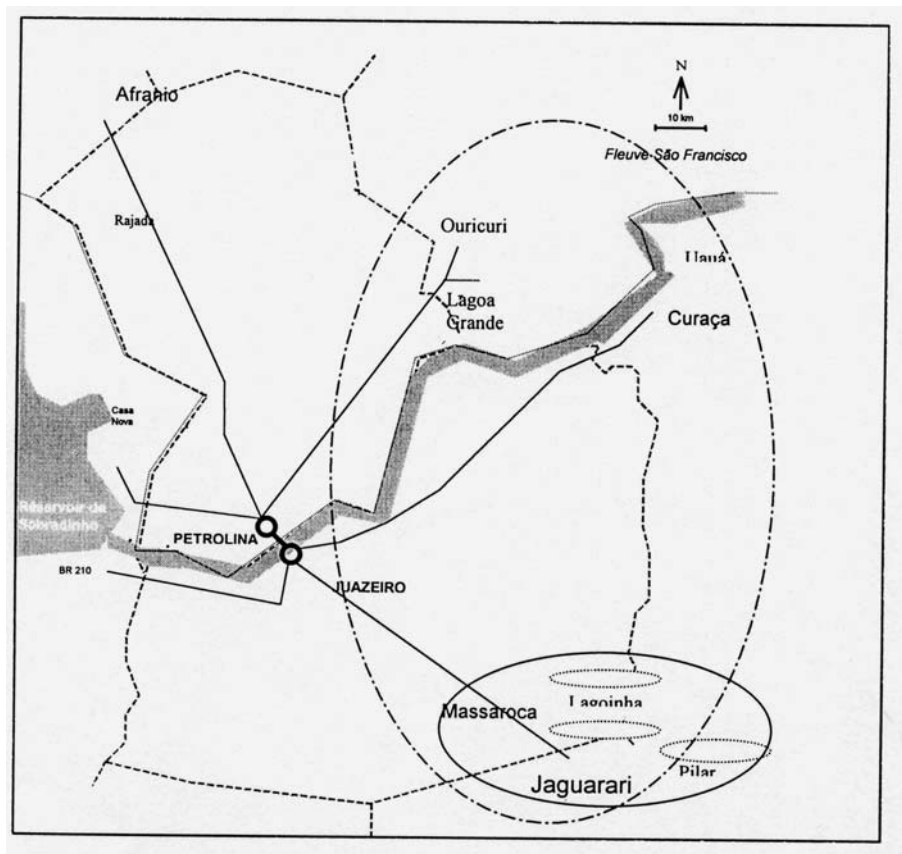 Afranio
N
10 km
Fleuve São Francisco
Rajada
Ouricuri
Uauá
Lagoa
Grande
Curaça
Casa
Nova
Réservoir de
Sobradinho
PETROLINA
BR 210
JUAZEIRO
Lagoinha
Massaroca
Pilar
Jaguarari